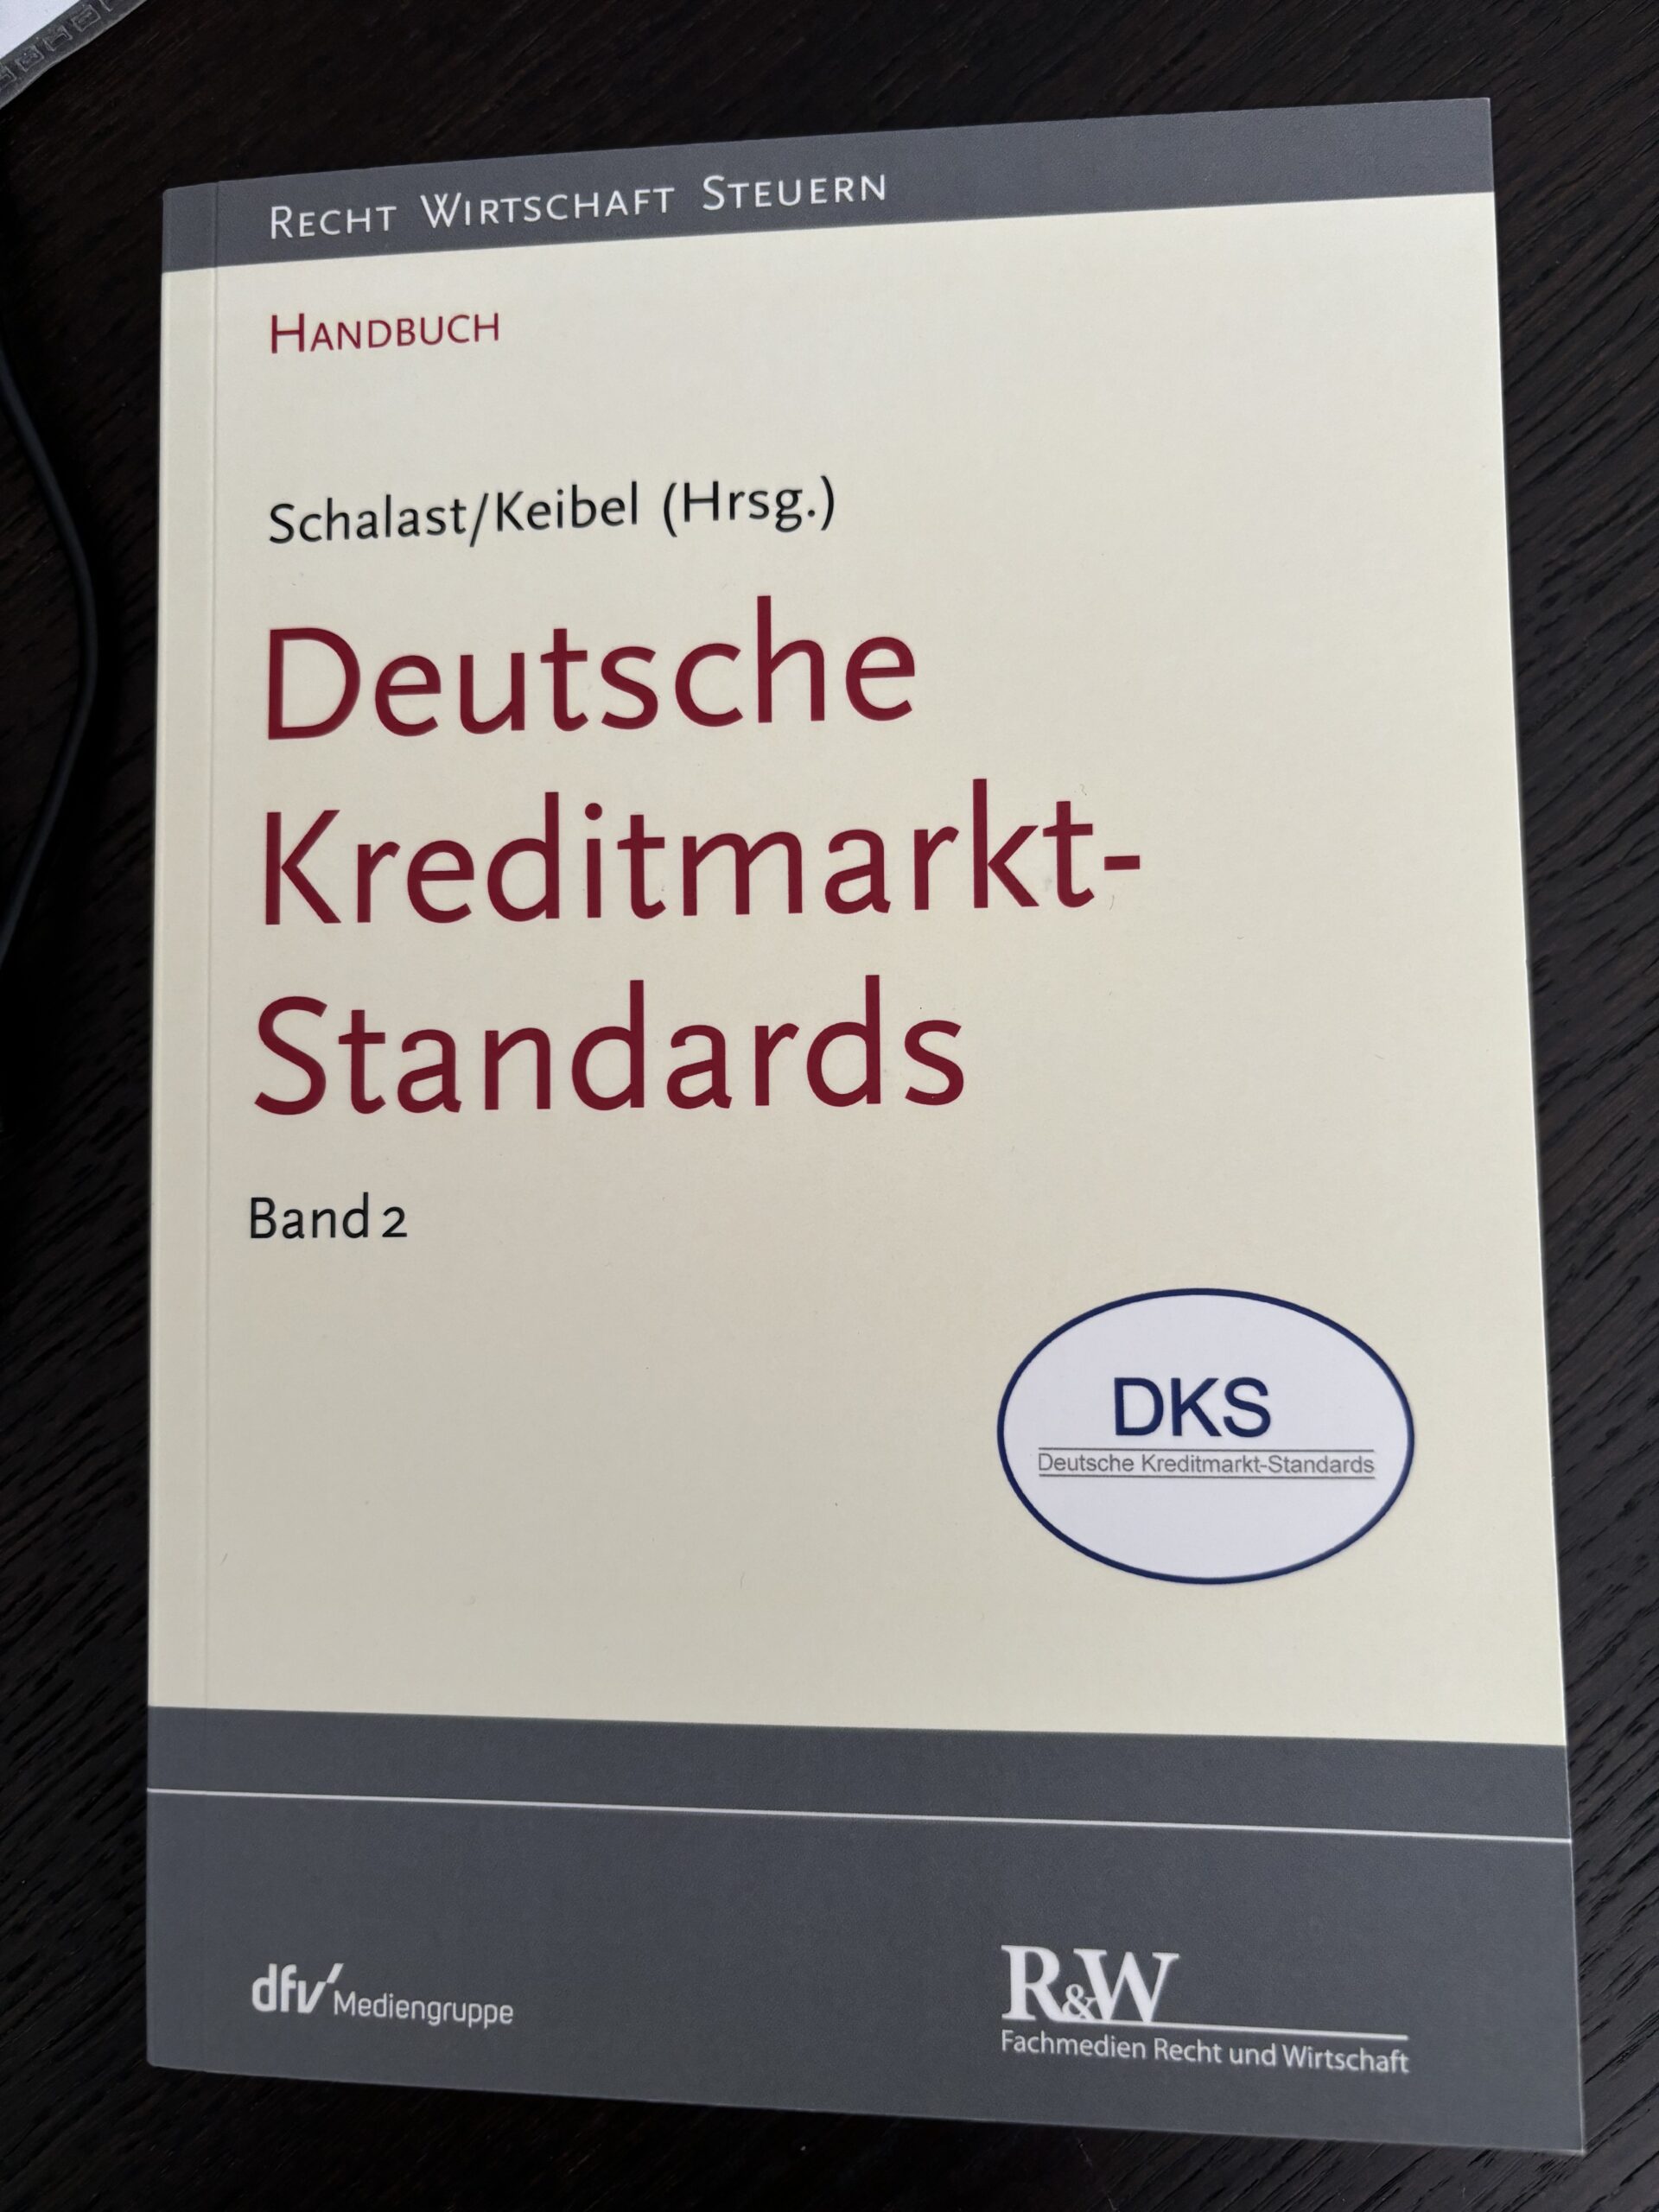 RECHT WIRTSCHAFT STEUERN
HANDBUCH
Schalast/Keibel (Hrsg.)
Deutsche
Kreditmarkt-
Standards
Band 2
DKS
Deutsche Kreditmarkt-Standards
dfv Mediengruppe
R&W
Fachmedien Recht und Wirtschaft